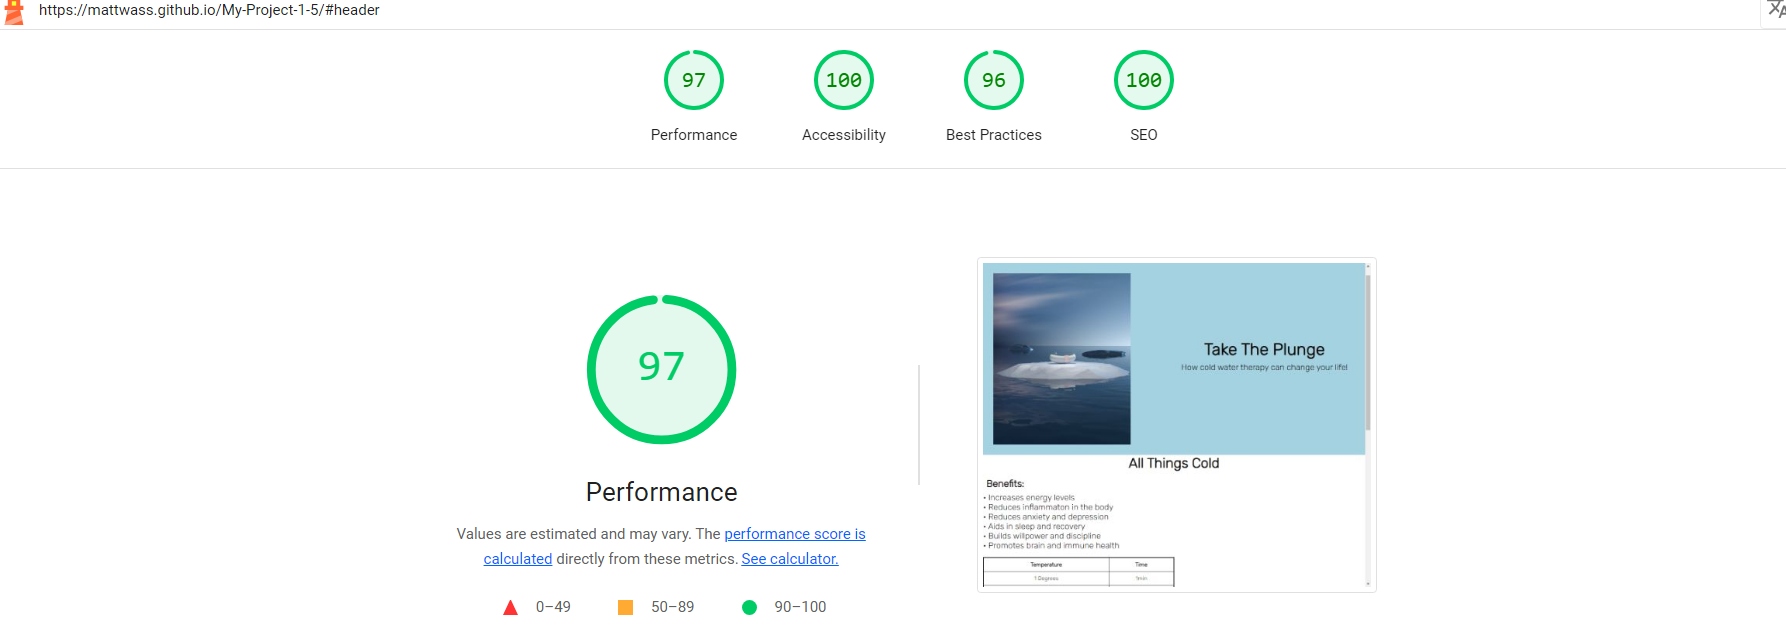 https://mattwass.github.io/My-Project-1-5/#header
97
100
96
100
Performance
Accessibility
Best Practices
SEO
97
Performance
Values are estimated and may vary. The performance score is
calculated directly from these metrics. See calculator.
0–49
50–89
90–100
Take The Plunge
How cold water therapy can change your life!
All Things Cold
Benefits:
• Increases energy levels
• Reduces inflammaton in the body
• Reduces anxiety and depression
• Aids in sleep and recovery
• Builds willpower and discipline
• Promotes brain and immune health
Temperature Time
1 Degrees 1min